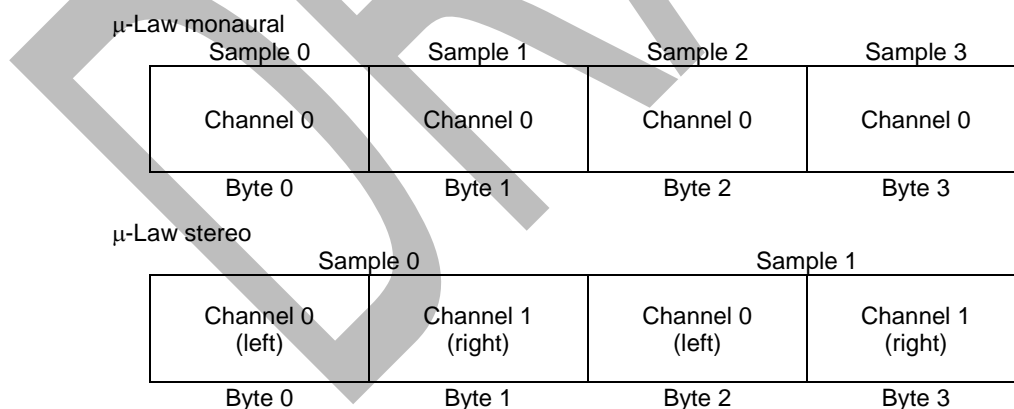 μ-Law monaural
Sample 0 Sample 1 Sample 2 Sample 3
Channel 0 Channel 0 Channel 0 Channel 0
Byte 0 Byte 1 Byte 2 Byte 3
μ-Law stereo
Sample 0 Sample 1
Channel 0 Channel 1 Channel 0 Channel 1
(left) (right) (left) (right)
Byte 0 Byte 1 Byte 2 Byte 3